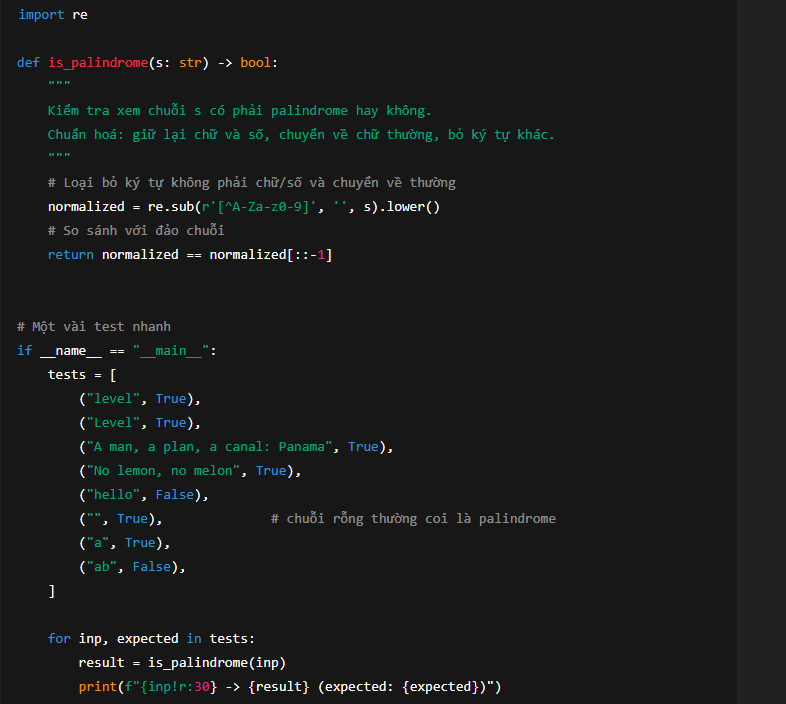 import re

def is_palindrome(s: str) -> bool:
    """
    Kiểm tra xem chuỗi s có phải palindrome hay không.
    Chuẩn hoá: giữ lại chữ và số, chuyển về chữ thường, bỏ ký tự khác.
    """
    # Loại bỏ ký tự không phải chữ/số và chuyển về thường
    normalized = re.sub(r'[^A-Za-z0-9]', '', s).lower()
    # So sánh với đảo chuỗi
    return normalized == normalized[::-1]


# Một vài test nhanh
if __name__ == "__main__":
    tests = [
        ("level", True),
        ("Level", True),
        ("A man, a plan, a canal: Panama", True),
        ("No lemon, no melon", True),
        ("hello", False),
        ("", True),              # chuỗi rỗng thường coi là palindrome
        ("a", True),
        ("ab", False),
    ]

    for inp, expected in tests:
        result = is_palindrome(inp)
        print(f"{inp!r:30} -> {result} (expected: {expected})")